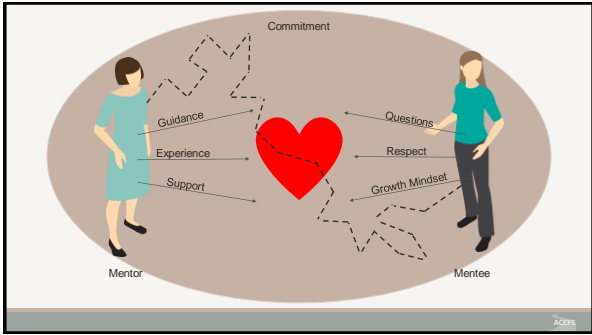 Commitment
Guidance
Questions
Experience
Respect
Support
Growth Mindset
Mentor
Mentee
ACCPS